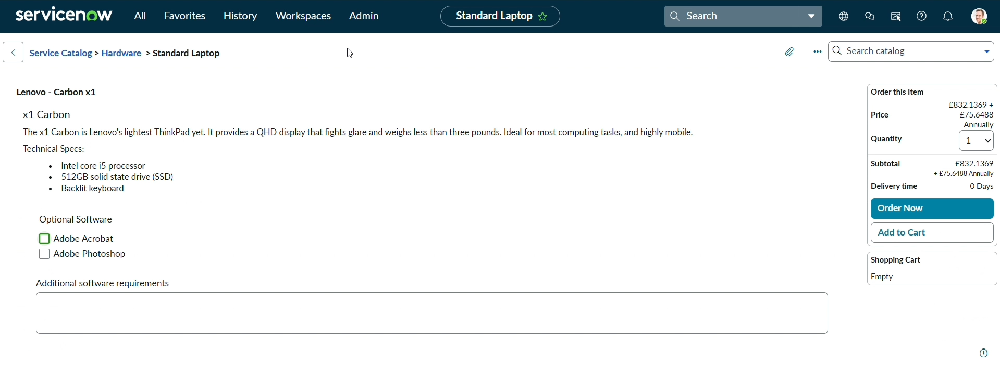 servicenow All Favorites History Workspaces Admin Standard Laptop Search
Service Catalog > Hardware > Standard Laptop Search catalog
Lenovo - Carbon x1
x1 Carbon
The x1 Carbon is Lenovo's lightest ThinkPad yet. It provides a QHD display that fights glare and weighs less than three pounds. Ideal for most computing tasks, and highly mobile.
Technical Specs:
• Intel core i5 processor
• 512GB solid state drive (SSD)
• Backlit keyboard
Optional Software
Adobe Acrobat
Adobe Photoshop
Additional software requirements
Order this Item
£832.1369 +
Price £75.6488
Annually
Quantity 1
Subtotal £832.1369
+ £75.6488 Annually
Delivery time 0 Days
Order Now
Add to Cart
Shopping Cart
Empty